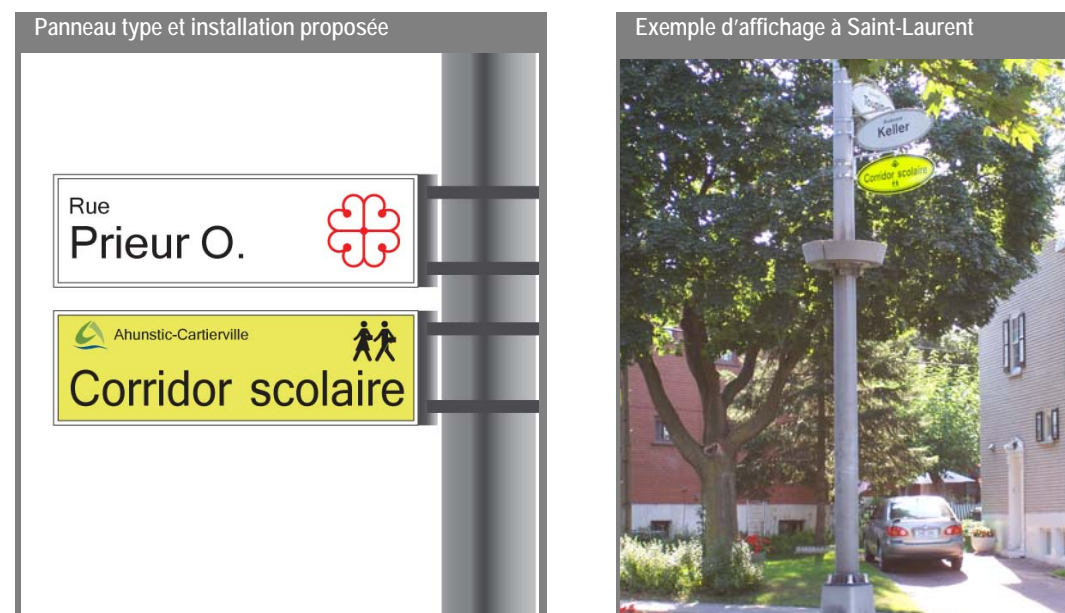 Panneau type et installation proposée
Rue
Prieur O.
Ahunstic-Cartierville
Corridor scolaire
Exemple d'affichage à Saint-Laurent
Keller
Corridor scolaire